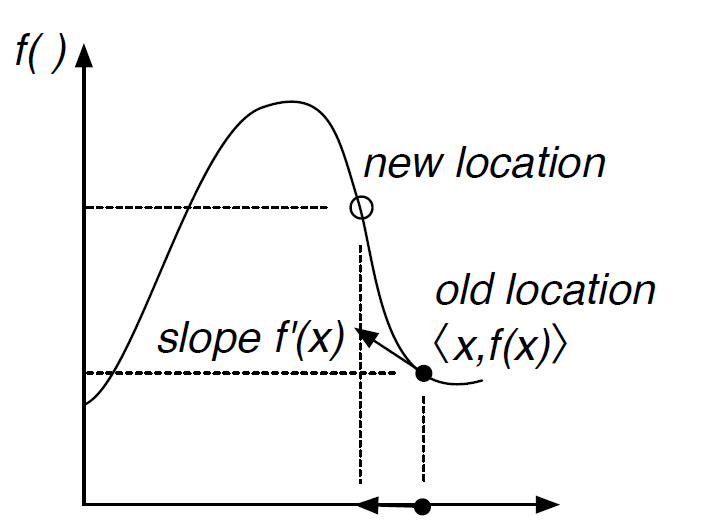 f( )
new location
old location
slope f'(x)
⟨x,f(x)⟩